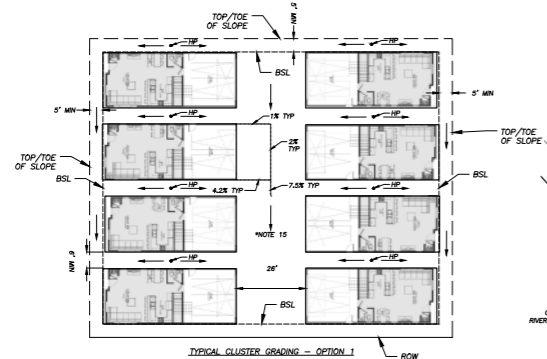 TOP/TOE
OF SLOPE
5' MIN
HP
HP
BSL
5' MIN
5' MIN
HP
HP
1% TYP
TOP/TOE
OF SLOPE
2%
TYP
TOP/TOE
OF SLOPE
BSL
HP
HP
BSL
4.2% TYP
7.5% TYP
*NOTE 15
6' MIN
HP
HP
26'
BSL
RIVER
TYPICAL CLUSTER GRADING - OPTION 1
ROW